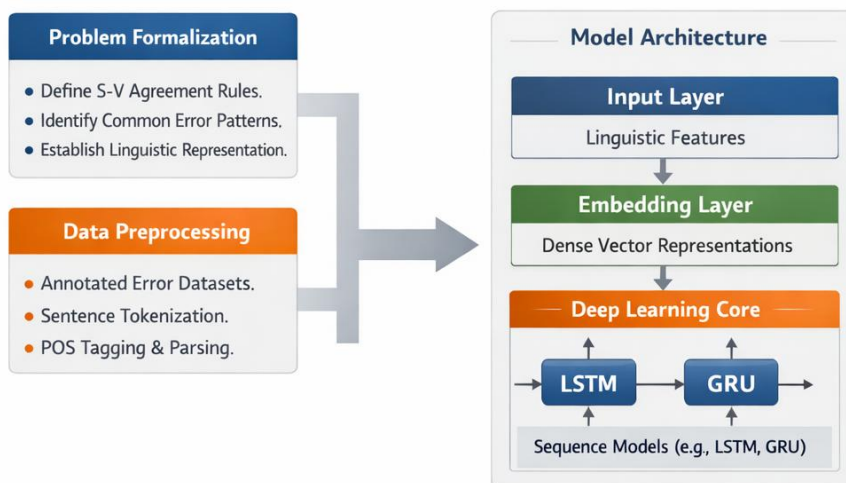 Problem Formalization
• Define S-V Agreement Rules.
• Identify Common Error Patterns.
• Establish Linguistic Representation.
Data Preprocessing
• Annotated Error Datasets.
• Sentence Tokenization.
• POS Tagging & Parsing.
Model Architecture
Input Layer
Linguistic Features
Embedding Layer
Dense Vector Representations
Deep Learning Core
LSTM
GRU
Sequence Models (e.g., LSTM, GRU)